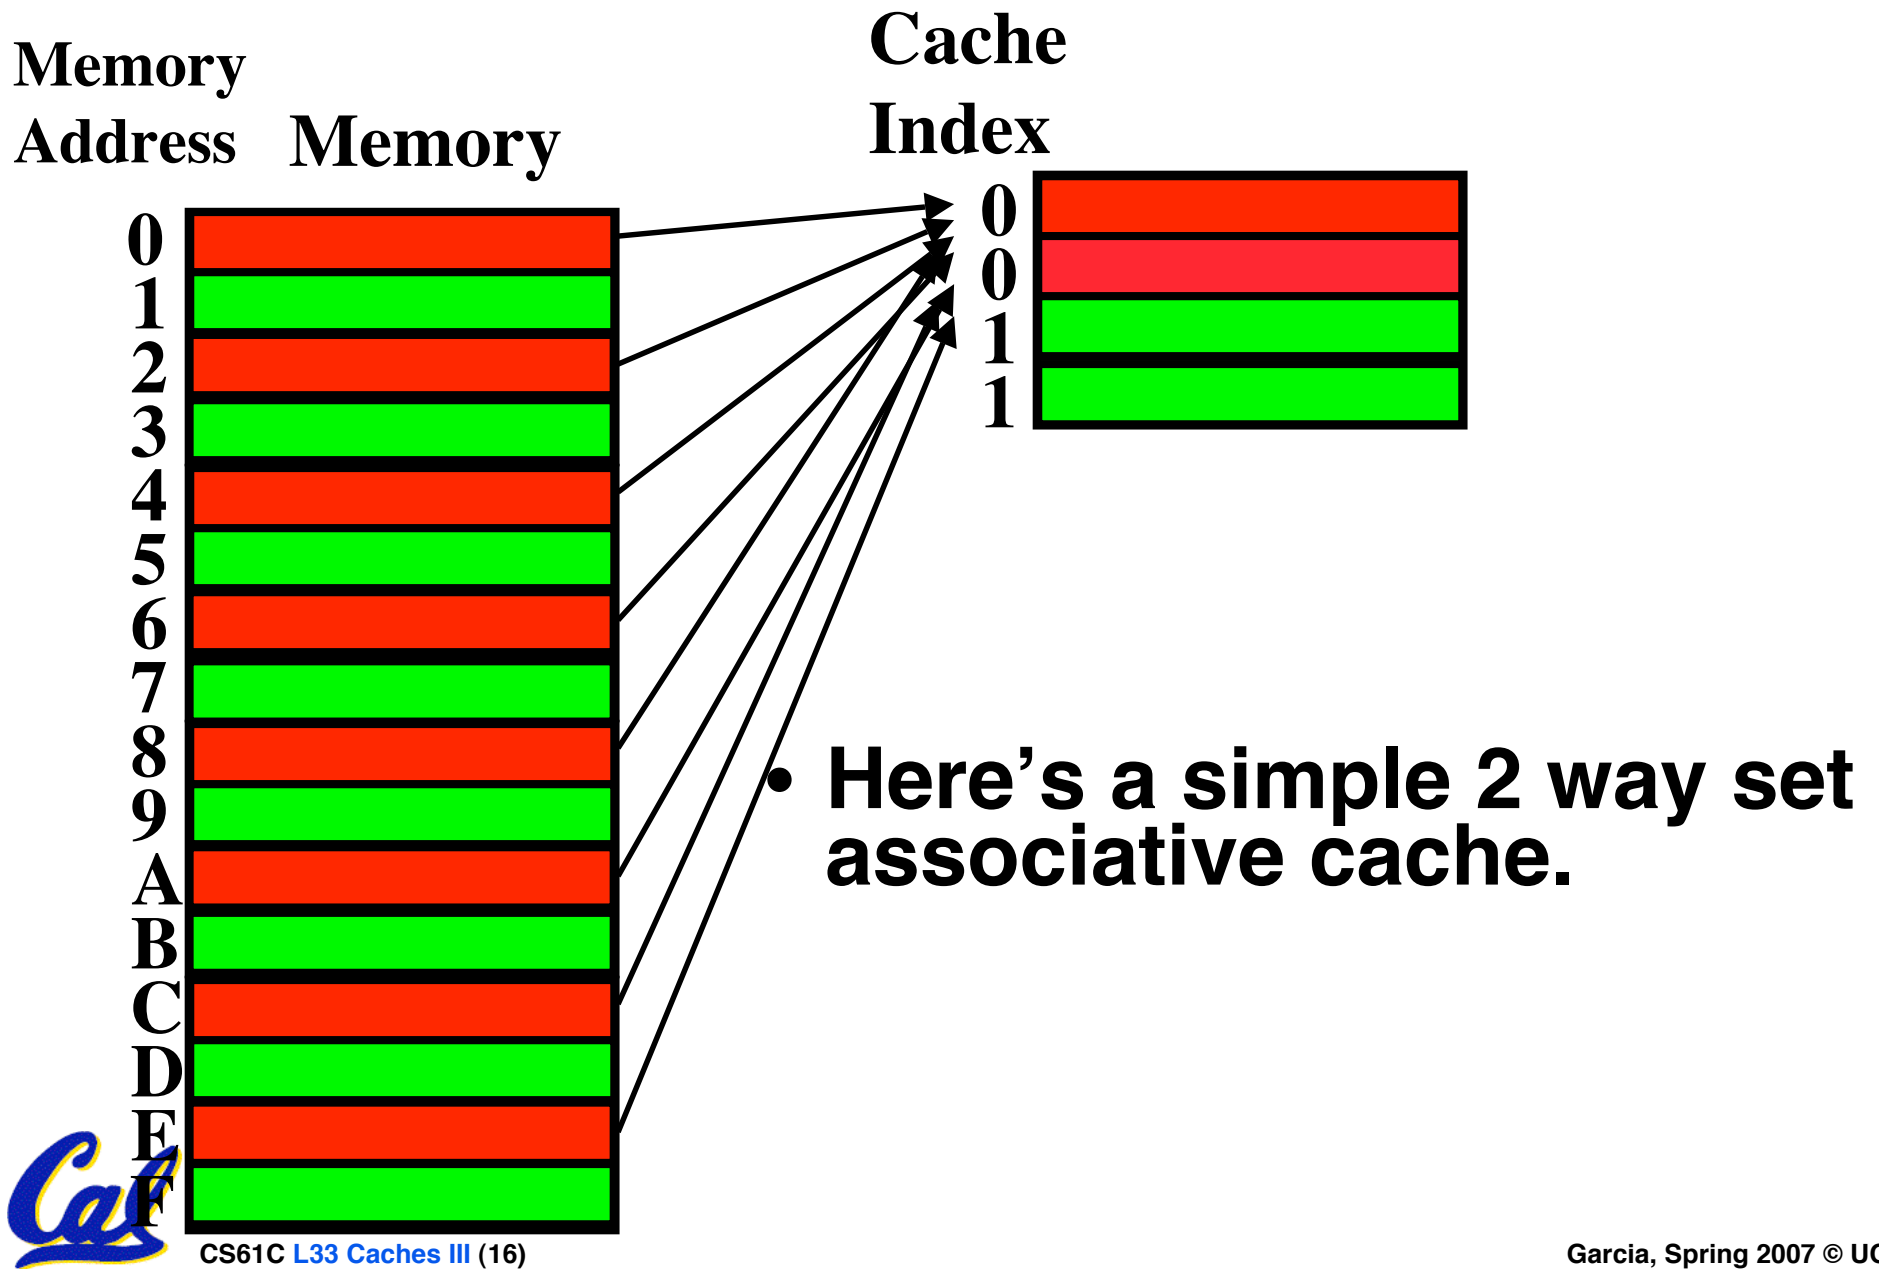 Memory
Address
Memory
Cache
Index
0
1
2
3
4
5
6
7
8
9
A
B
C
D
E
F
0
0
1
1
• Here’s a simple 2 way set
associative cache.
Cal
CS61C L33 Caches III (16)
Garcia, Spring 2007 © UC